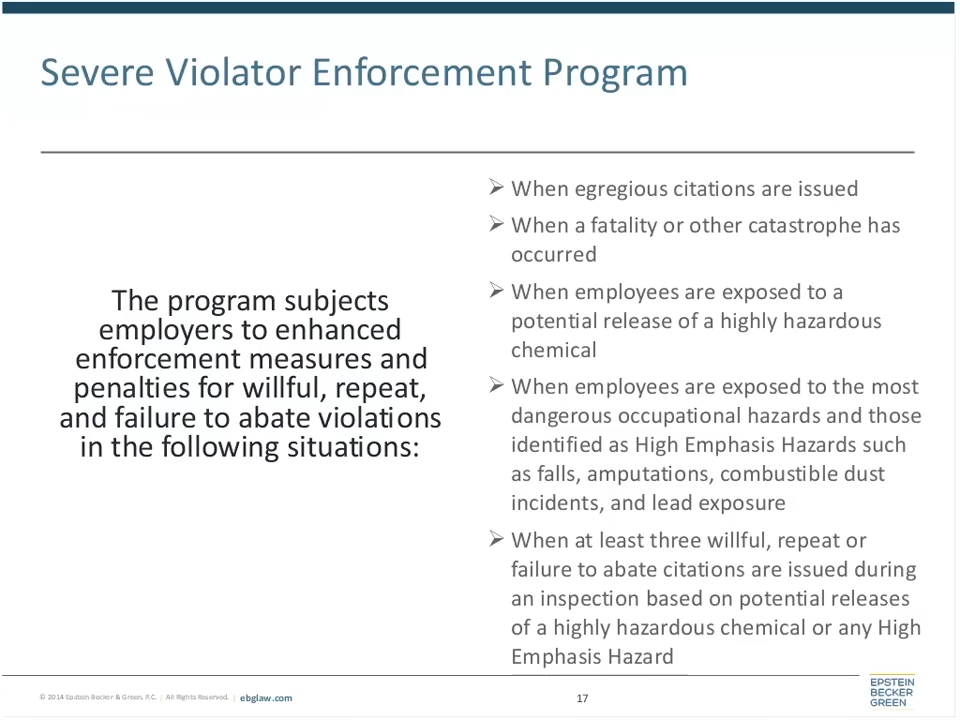 Severe Violator Enforcement Program
The program subjects
employers to enhanced
enforcement measures and
penalties for willful, repeat,
and failure to abate violations
in the following situations:
➢ When egregious citations are issued
➢ When a fatality or other catastrophe has
occurred
➢ When employees are exposed to a
potential release of a highly hazardous
chemical
➢ When employees are exposed to the most
dangerous occupational hazards and those
identified as High Emphasis Hazards such
as falls, amputations, combustible dust
incidents, and lead exposure
➢ When at least three willful, repeat or
failure to abate citations are issued during
an inspection based on potential releases
of a highly hazardous chemical or any High
Emphasis Hazard
© 2014 Epstein Becker & Green, P.C. | All Rights Reserved. | ebglaw.com
17
EPSTEIN
BECKER
GREEN